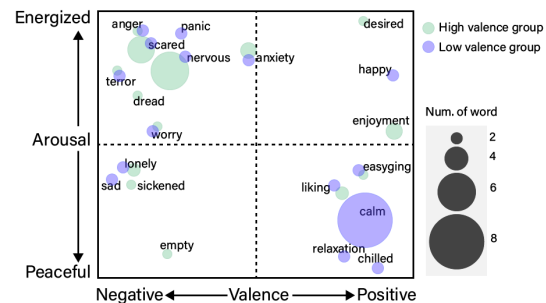 Energized
anger
panic
desired
High valence group
Low valence group
scared
nervous
anxiety
happy
terror
dread
enjoyment
Num. of word
worry
2
Arousal
4
lonely
easyging
sad
sickened
liking
6
calm
8
empty
relaxation
chilled
Peaceful
Negative
Valence
Positive